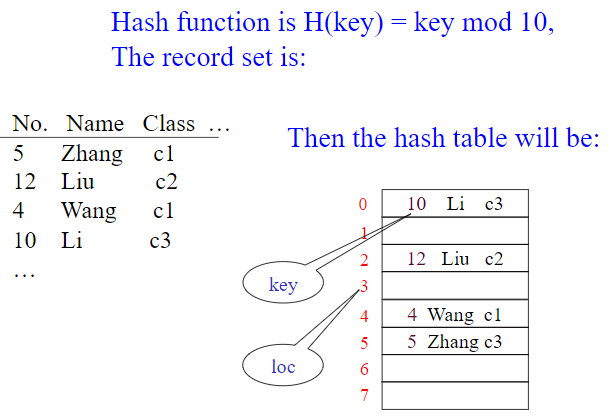 Hash function is H(key) = key mod 10,
The record set is:
No. Name Class …
5 Zhang c1
12 Liu c2
4 Wang c1
10 Li c3
…
Then the hash table will be:
0 10 Li c3
1
2 12 Liu c2
3
4 4 Wang c1
5 5 Zhang c3
6
7
key
loc